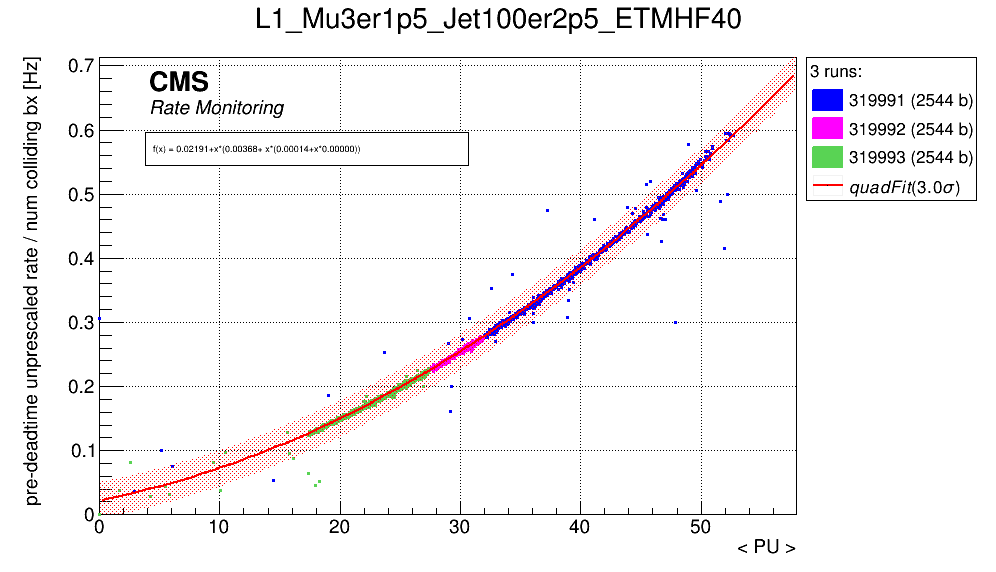 L1_Mu3er1p5_Jet100er2p5_ETMHF40
pre-deadtime unprescaled rate / num colliding bx [Hz]
0.7
0.6
0.5
0.4
0.3
0.2
0.1
0
CMS
Rate Monitoring
f(x) = 0.02191+x*(0.00368+ x*(0.00014+x*0.00000))
0 10 20 30 40 50
< PU >
3 runs:
319991 (2544 b)
319992 (2544 b)
319993 (2544 b)
quadFit(3.0σ)